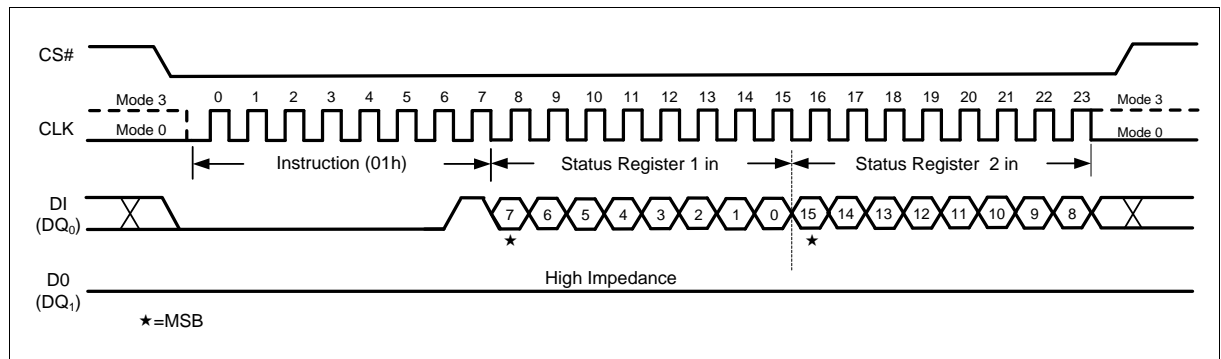 CS#
Mode 3 0 1 2 3 4 5 6 7 8 9 10 11 12 13 14 15 16 17 18 19 20 21 22 23 Mode 3
CLK Mode 0 Mode 0
Instruction (01h) Status Register 1 in Status Register 2 in
DI
(DQ0) 7 6 5 4 3 2 1 0 15 14 13 12 11 10 9 8
★ ★
High Impedance
D0
(DQ1)
★=MSB